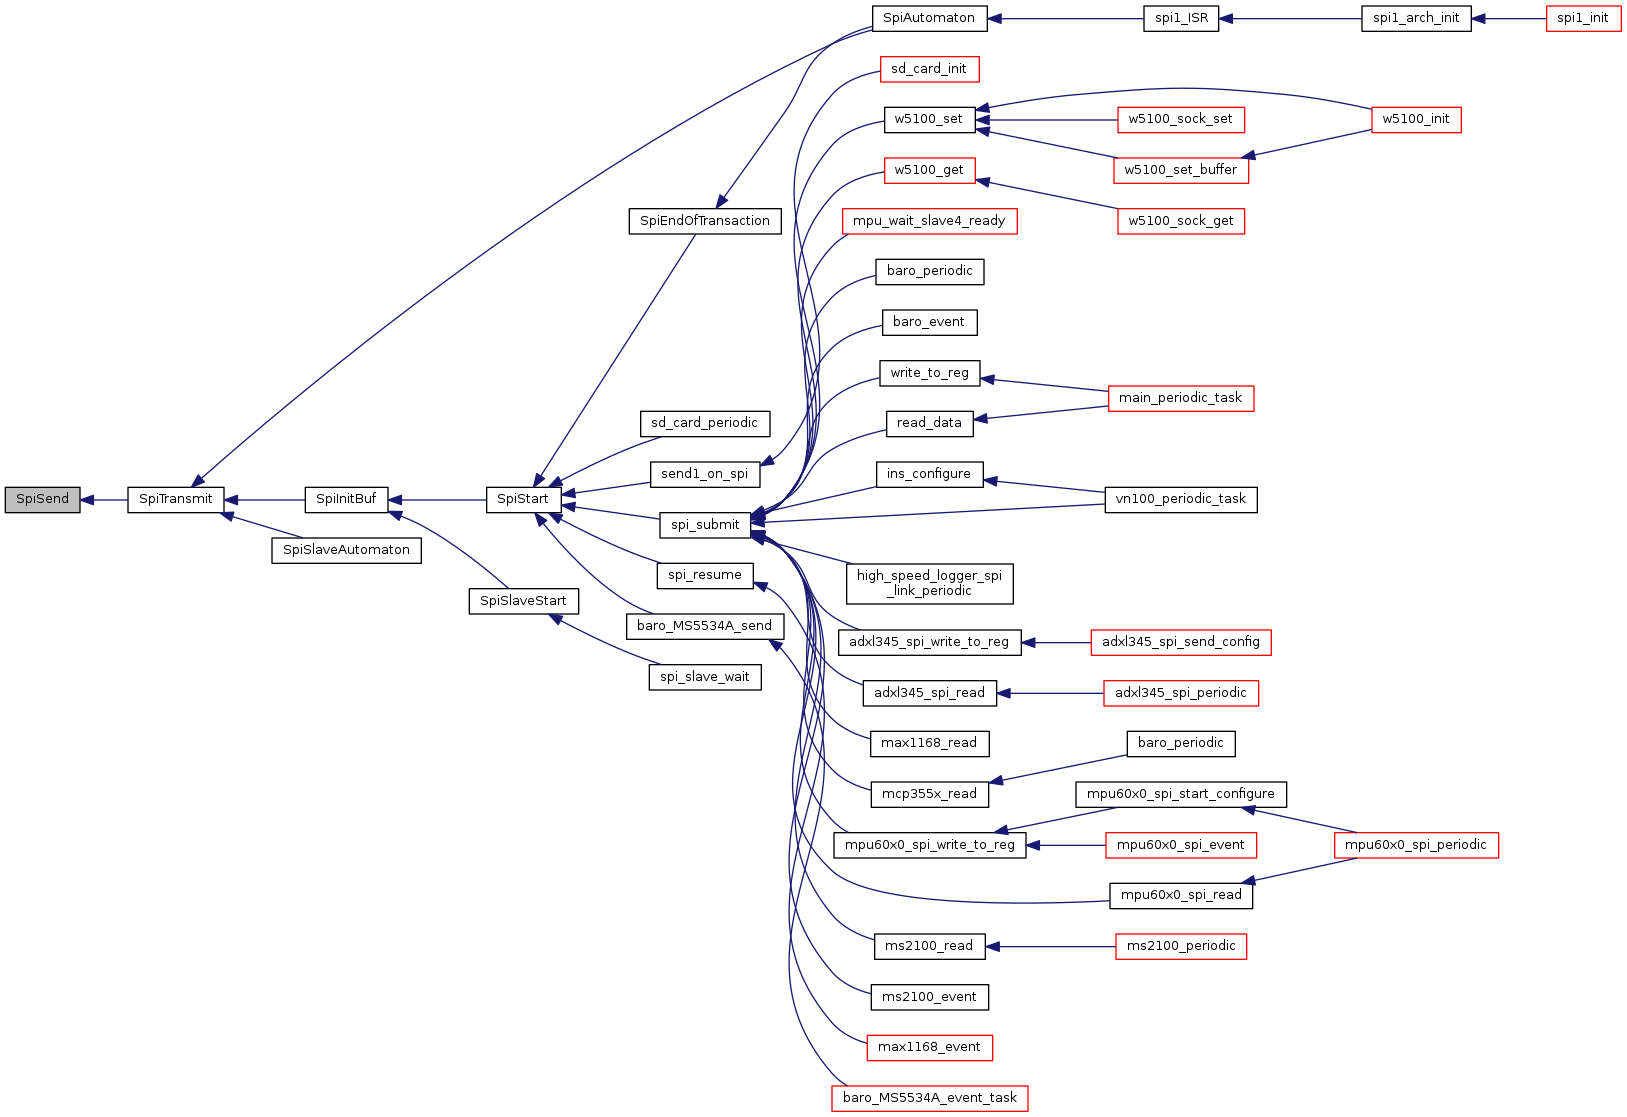 SpiAutomaton
spi1_ISR
spi1_arch_init
spi1_init
sd_card_init
w5100_set
w5100_sock_set
w5100_init
w5100_get
w5100_set_buffer
mpu_wait_slave4_ready
w5100_sock_get
SpiEndOfTransaction
baro_periodic
baro_event
write_to_reg
main_periodic_task
sd_card_periodic
read_data
send1_on_spi
ins_configure
SpiSend
SpiTransmit
SpiInitBuf
SpiStart
vn100_periodic_task
spi_submit
SpiSlaveAutomaton
spi_resume
high_speed_logger_spi
_link_periodic
SpiSlaveStart
baro_MS5534A_send
adxl345_spi_write_to_reg
adxl345_spi_send_config
spi_slave_wait
adxl345_spi_read
adxl345_spi_periodic
max1168_read
baro_periodic
mcp355x_read
mpu60x0_spi_start_configure
mpu60x0_spi_write_to_reg
mpu60x0_spi_event
mpu60x0_spi_periodic
mpu60x0_spi_read
ms2100_read
ms2100_periodic
ms2100_event
max1168_event
baro_MS5534A_event_task